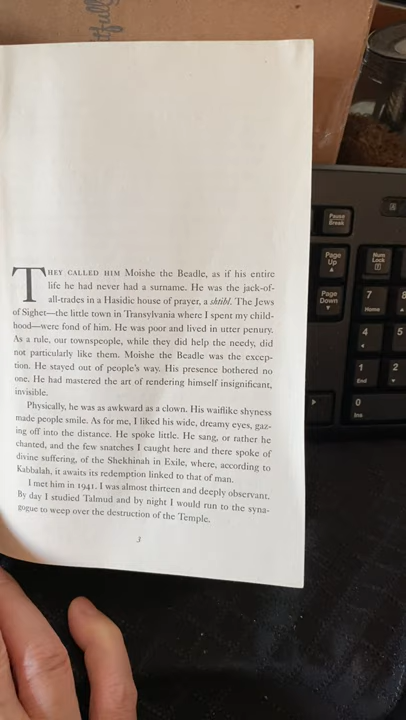 THEY CALLED HIM Moishe the Beadle, as if his entire
life he had never had a surname. He was the jack-of-
all-trades in a Hasidic house of prayer, a shtibl. The Jews
of Sighet—the little town in Transylvania where I spent my child-
hood—were fond of him. He was poor and lived in utter penury.
As a rule, our townspeople, while they did help the needy, did
not particularly like them. Moishe the Beadle was the excep-
tion. He stayed out of people's way. His presence bothered no
one. He had mastered the art of rendering himself insignificant,
invisible.
Physically, he was as awkward as a clown. His waiflike shyness
made people smile. As for me, I liked his wide, dreamy eyes, gaz-
ing off into the distance. He spoke little. He sang, or rather he
chanted, and the few snatches I caught here and there spoke of
divine suffering, of the Shekhinah in Exile, where, according to
Kabbalah, it awaits its redemption linked to that of man.
I met him in 1941. I was almost thirteen and deeply observant.
By day I studied Talmud and by night I would run to the syna-
gogue to weep over the destruction of the Temple.
3
Pause
Break
Page
Up
Num
Lock
Page
Down
7
Home
8
4
5
1
End
2
0
Ins